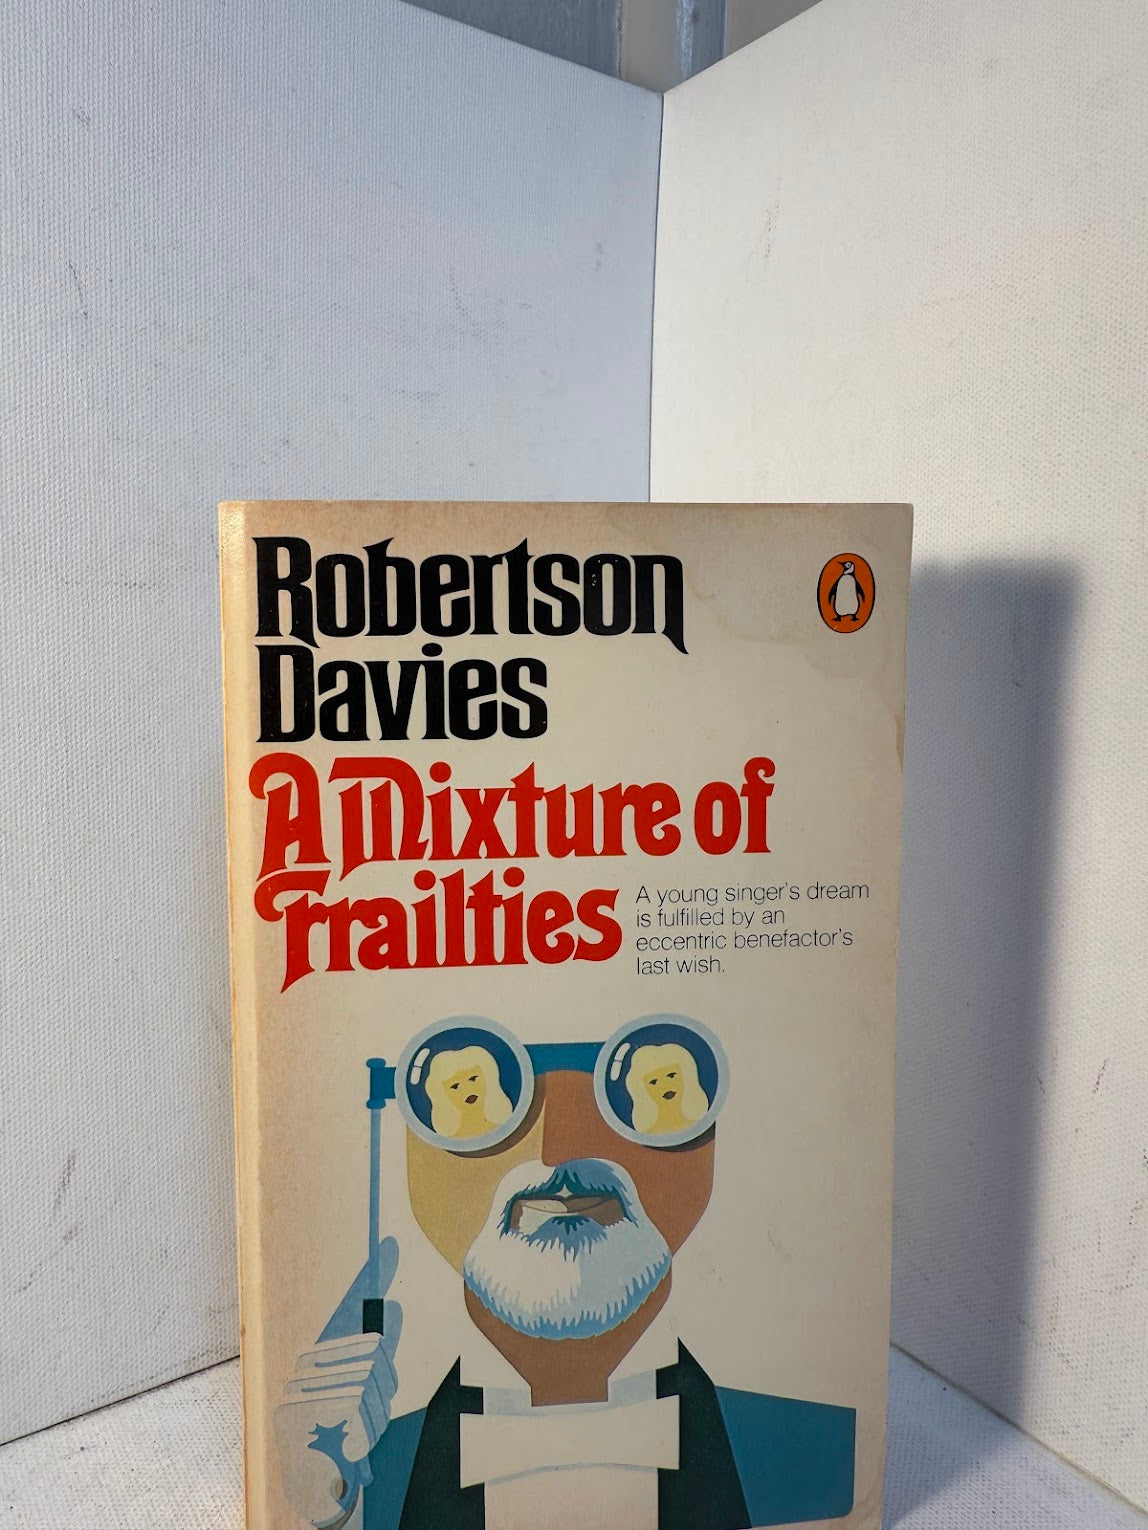 Robertson
Davies
A Mixture of
Frailties
A young singer's dream
is fulfilled by an
eccentric benefactor's
last wish.